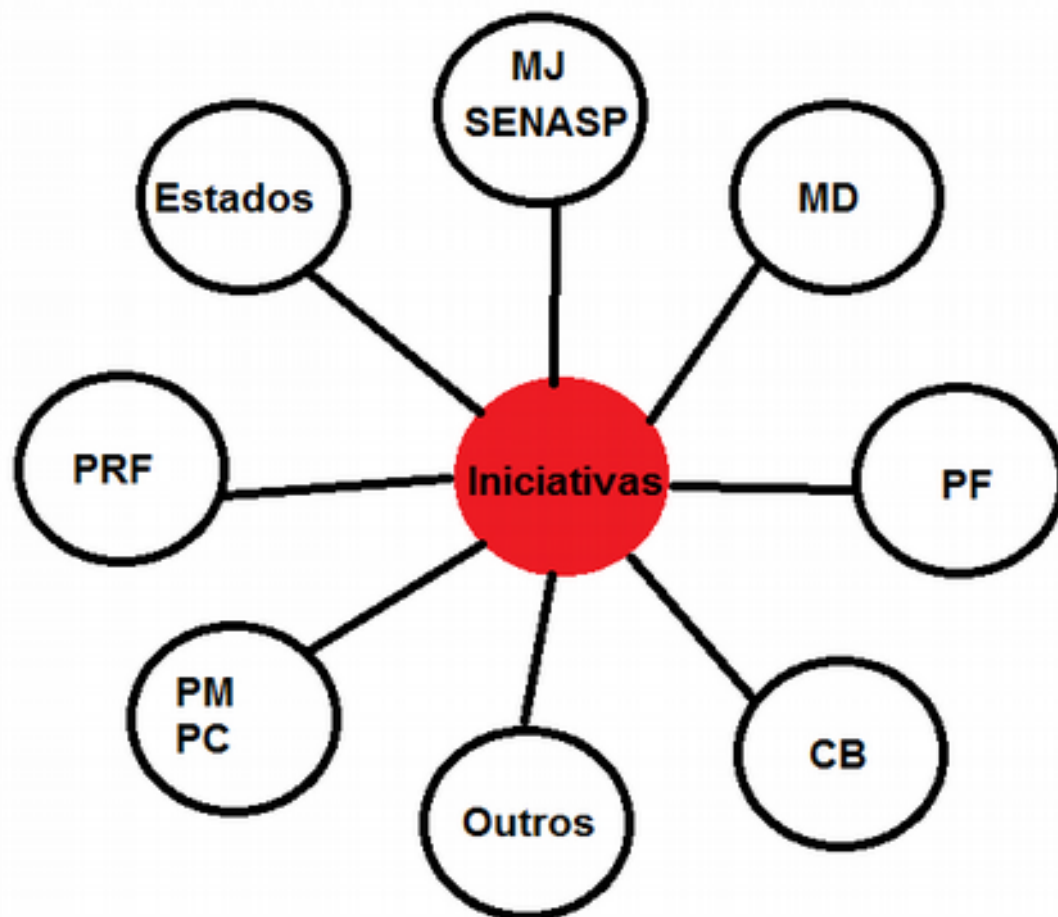 MJ
SENASP
Estados
MD
PRF
Iniciativas
PF
PM
PC
CB
Outros